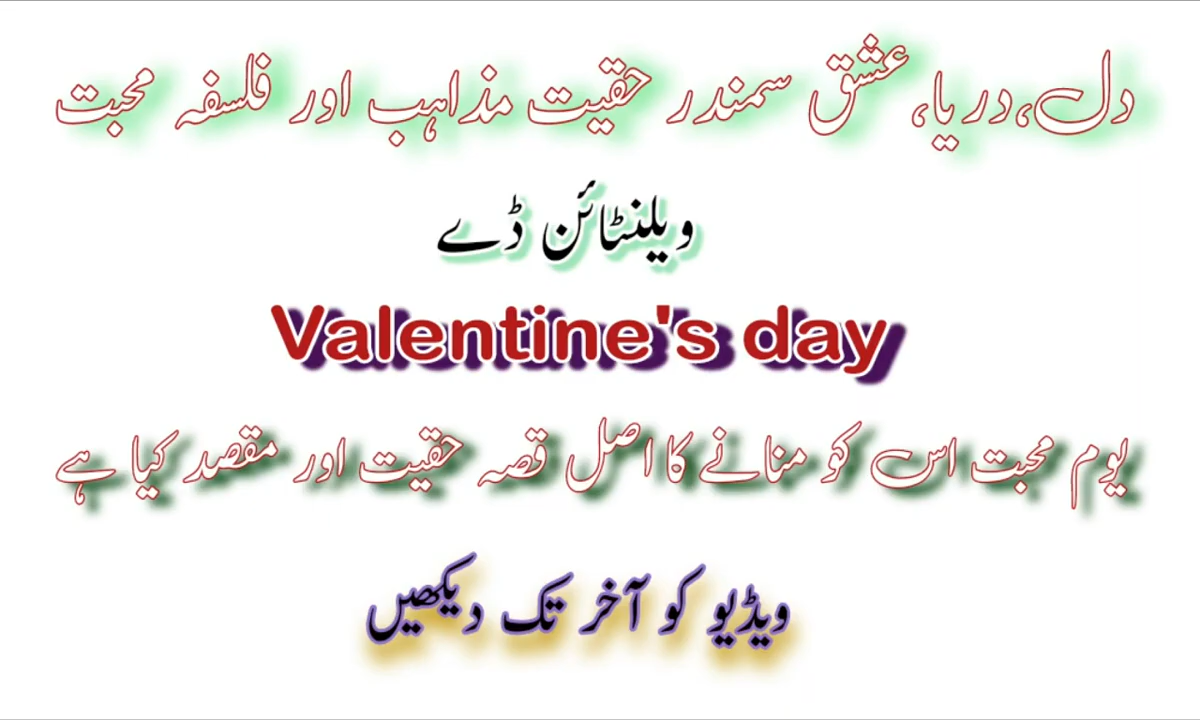 دل،دریا،عشق سمندر حقیت مذاہب اور فلسفہ محبت
ویلنٹائن ڈے
Valentine's day
یوم محبت اس کو منانے کا اصل قصہ حقیت اور مقصد کیا ہے
ویڈیو کو آخر تک دیکھیں